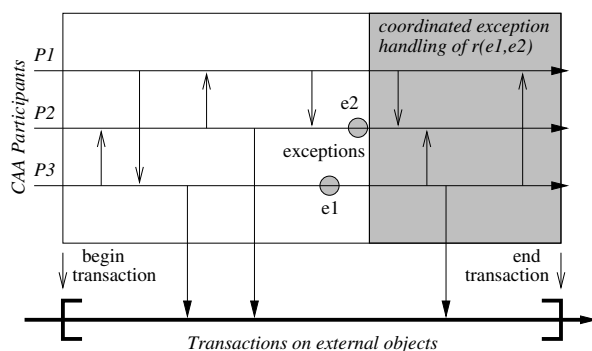 coordinated exception
handling of r(e1,e2)
CAA Participants
P1
P2
P3
e2
exceptions
e1
begin
transaction
end
transaction
Transactions on external objects